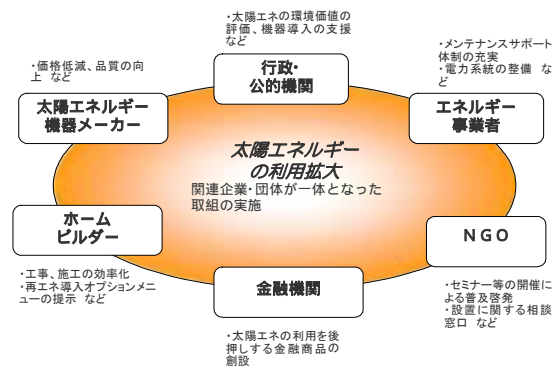 ・太陽エネの環境価値の
評価、機器導入の支援
など
行政・
公的機関
・価格低減、品質の向
上 など
太陽エネルギー
機器メーカー
・メンテナンスサポート
体制の充実
・電力系統の整備 な
ど
エネルギー
事業者
太陽エネルギー
の利用拡大
関連企業・団体が一体となった
取組の実施
ホーム
ビルダー
・工事、施工の効率化
・再エネ導入オプションメニ
ューの提示 など
金融機関
・太陽エネの利用を後
押しする金融商品の
創設
NGO
・セミナー等の開催に
よる普及啓発
・設置に関する相談
窓口 など